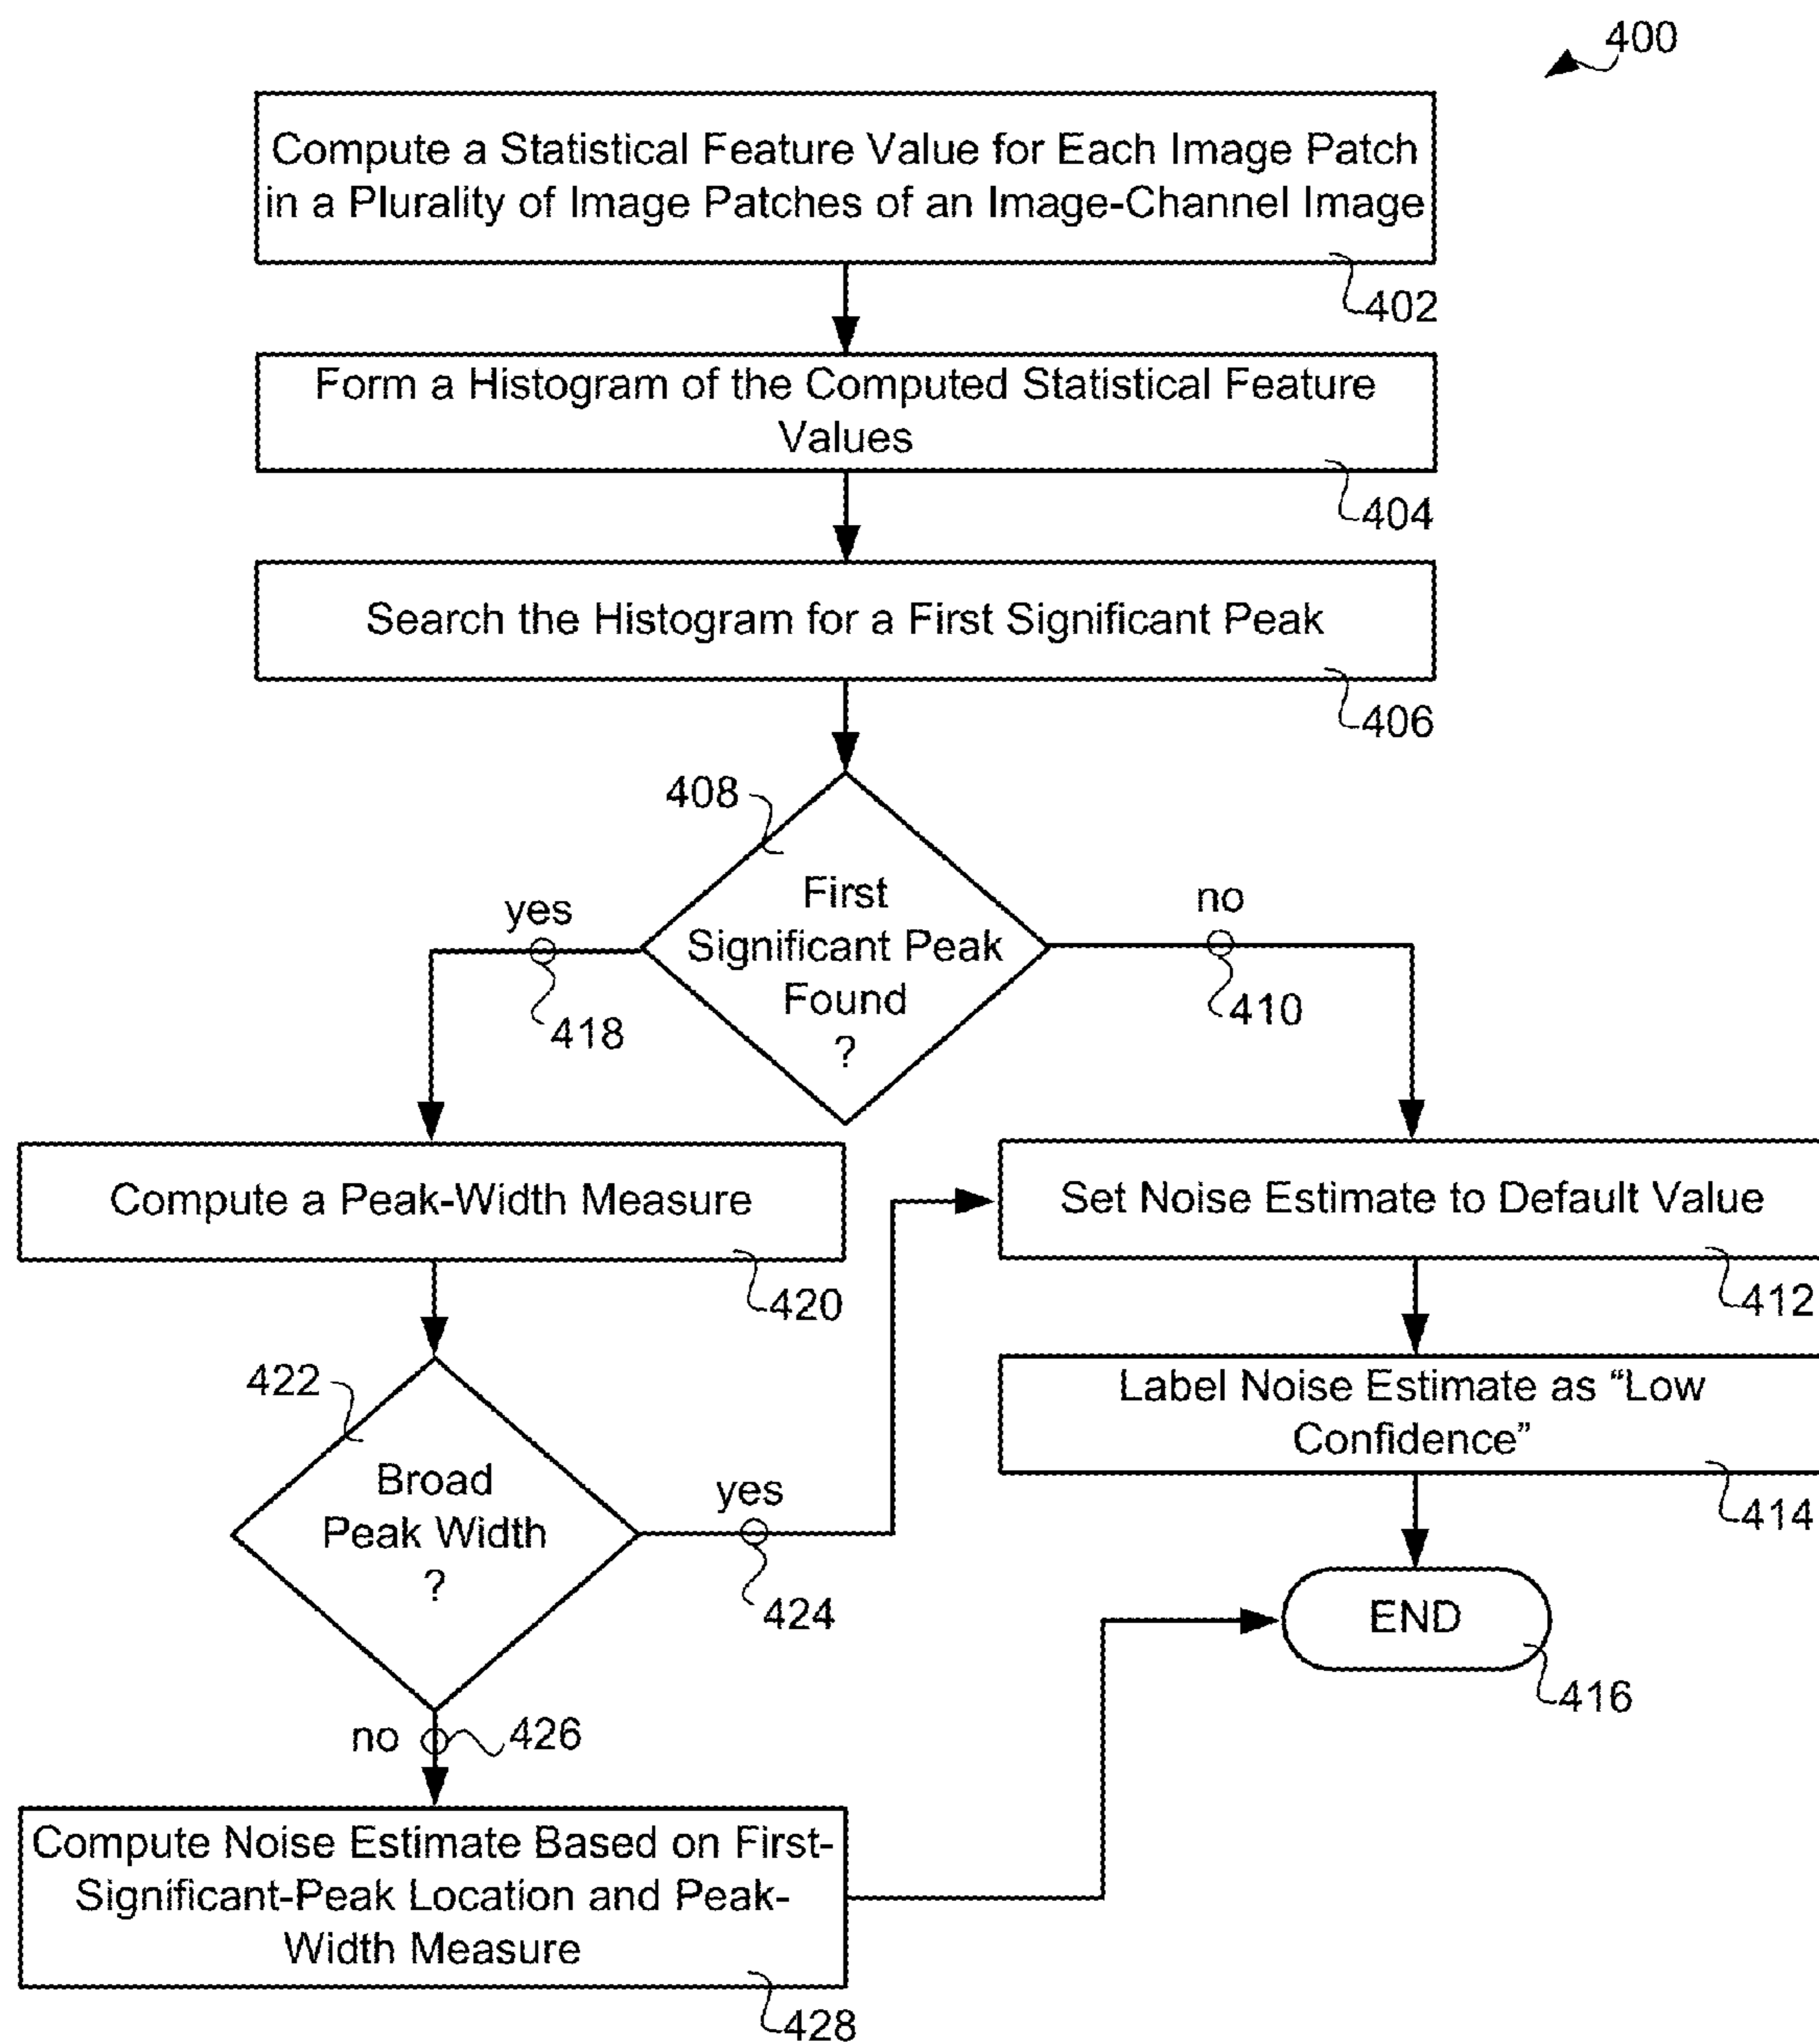 400
Compute a Statistical Feature Value for Each Image Patch
in a Plurality of Image Patches of an Image-Channel Image
402
Form a Histogram of the Computed Statistical Feature
Values
404
Search the Histogram for a First Significant Peak
406
408
First
Significant Peak
Found
?
yes
418
no
410
Compute a Peak-Width Measure
420
Set Noise Estimate to Default Value
412
Label Noise Estimate as “Low
Confidence”
414
422
Broad
Peak Width
?
yes
424
END
416
no
426
Compute Noise Estimate Based on First-
Significant-Peak Location and Peak-
Width Measure
428